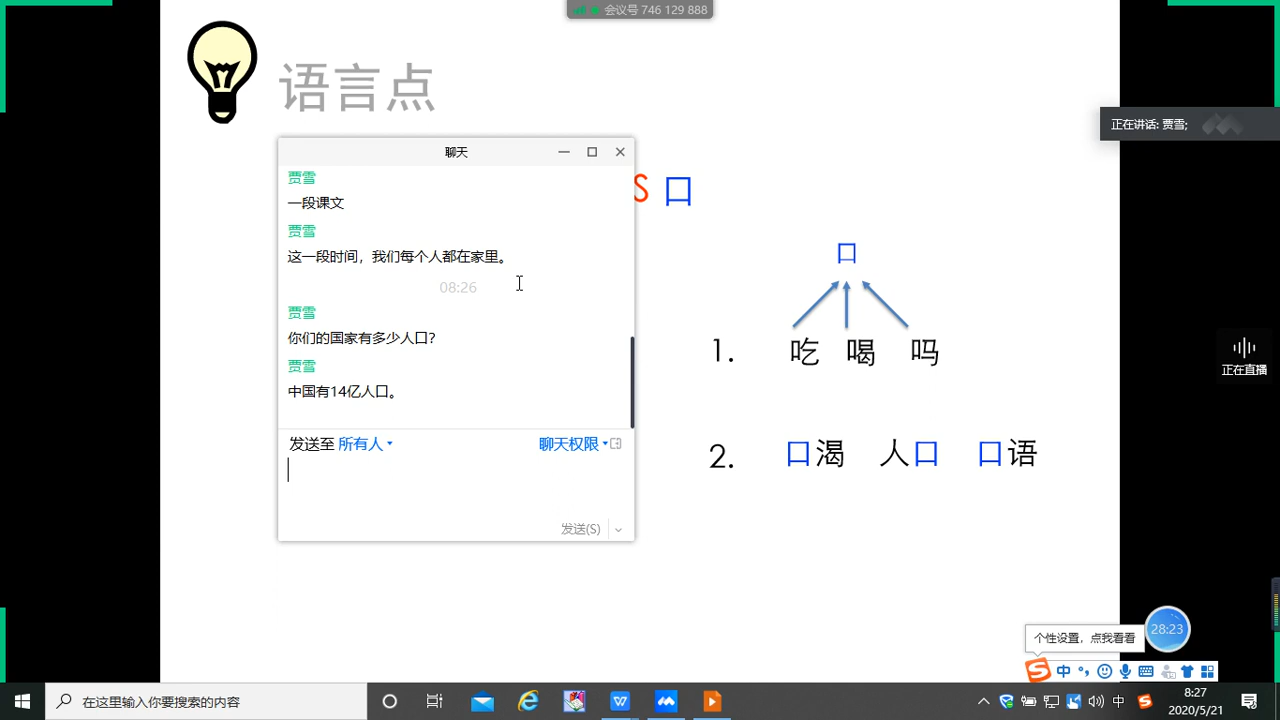 会议号 746 129 888
语言点
正在讲话: 贾雪;
聊天
贾雪
一段课文
贾雪
这一段时间，我们每个人都在家里。
08:26
贾雪
你们的国家有多少人口?
贾雪
中国有14亿人口。
发送至 所有人
聊天权限
发送(S)
S 口
口
1. 吃 喝 吗
2. 口渴 人口 口语
正在直播
28:23
个性设置，点我看看
中
在这里输入你要搜索的内容
中
8:27
2020/5/21